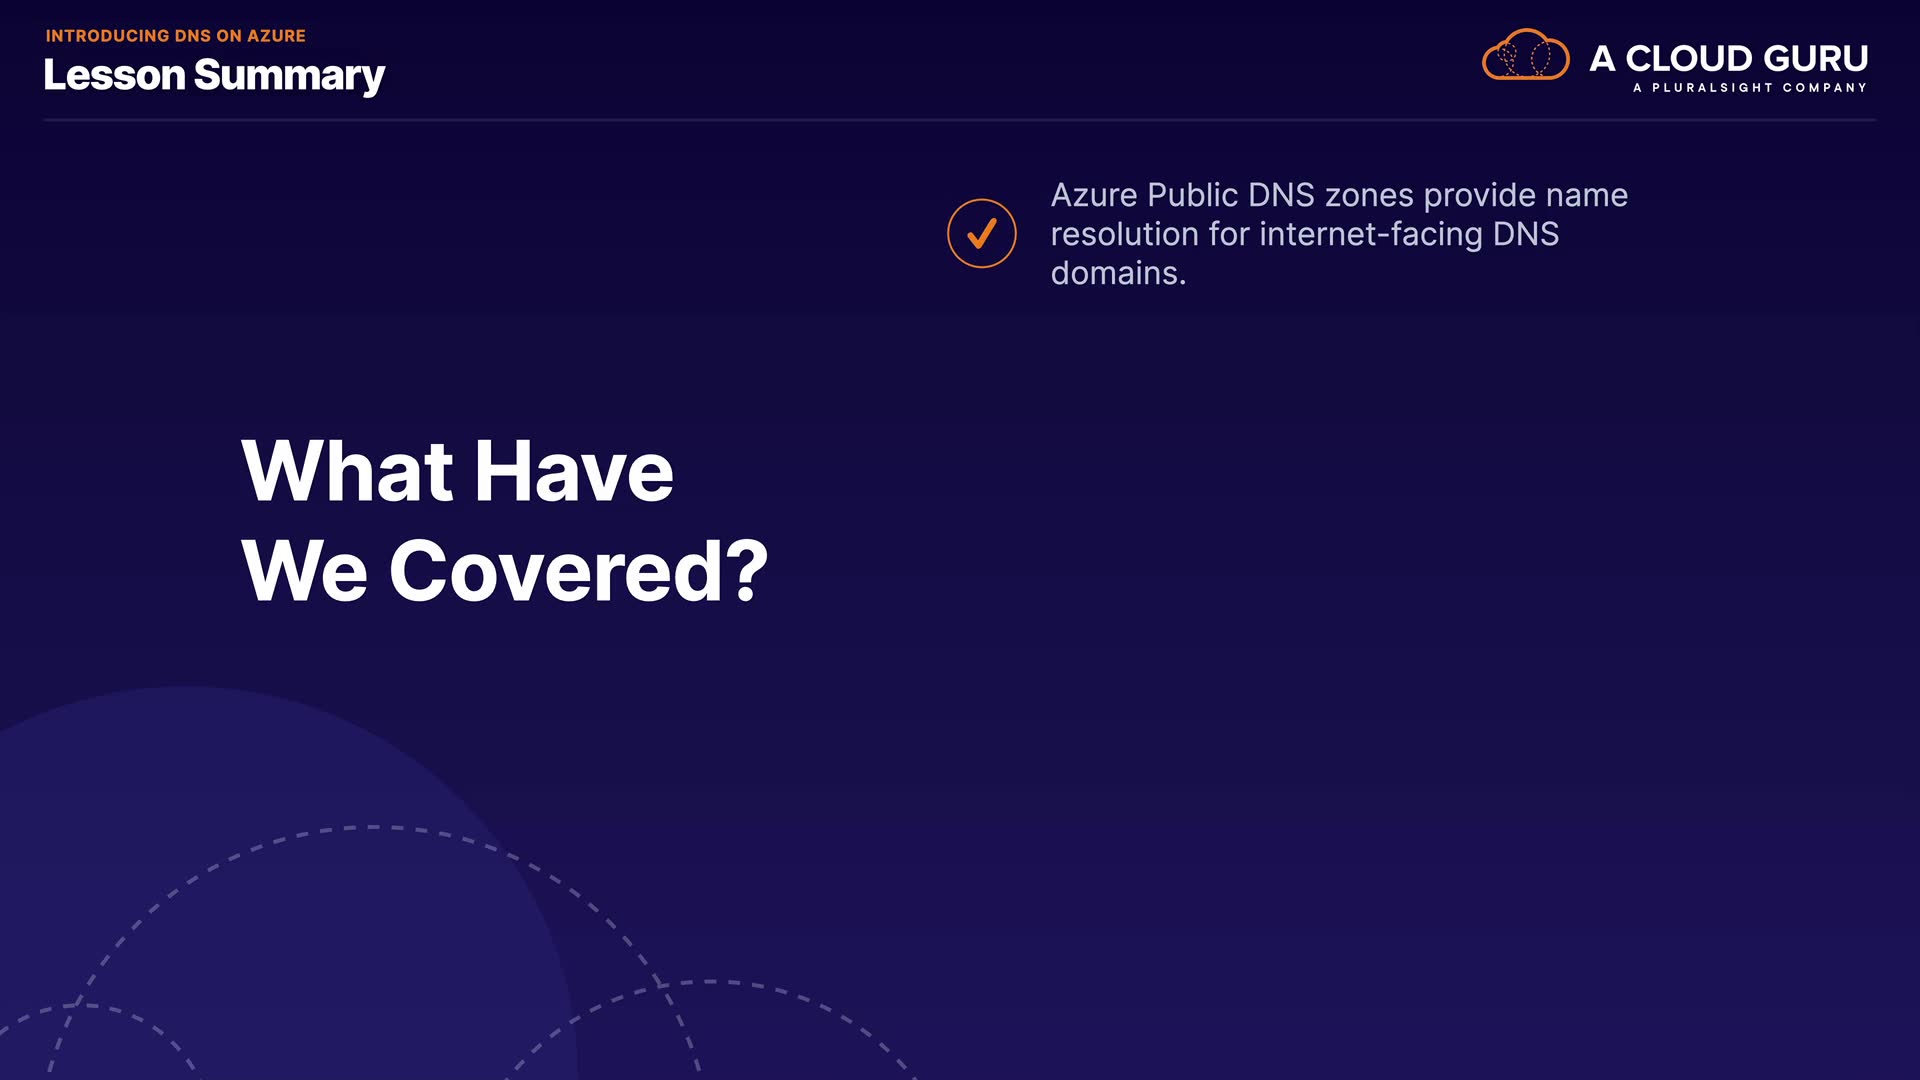 INTRODUCING DNS ON AZURE
Lesson Summary
A CLOUD GURU
A PLURALSIGHT COMPANY
Azure Public DNS zones provide name
resolution for internet-facing DNS
domains.
What Have
We Covered?